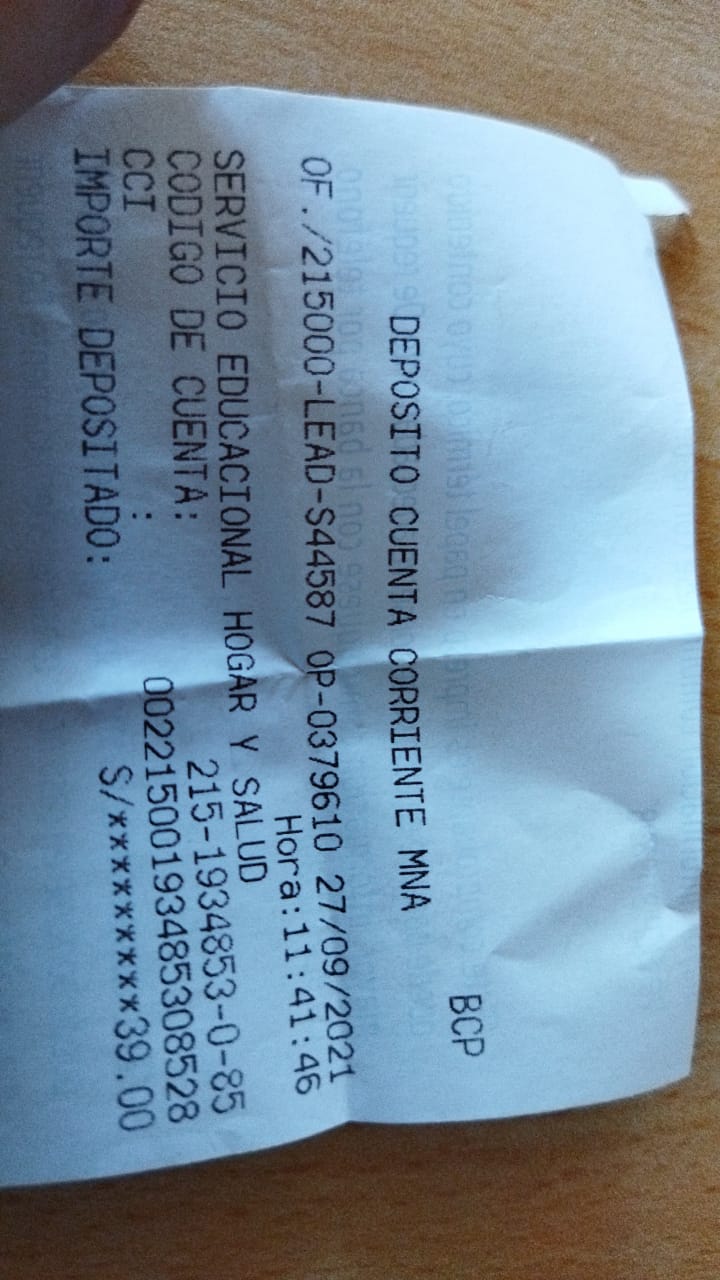 BCP
DEPOSITO CUENTA CORRIENTE MNA
OF./215000-LEAD-S44587 OP-0379610 27/09/2021
Hora:11:41:46
SERVICIO EDUCACIONAL HOGAR Y SALUD
CODIGO DE CUENTA: 215-1934853-0-85
CCI : 00221500193485308528
IMPORTE DEPOSITADO: S/*********39.00